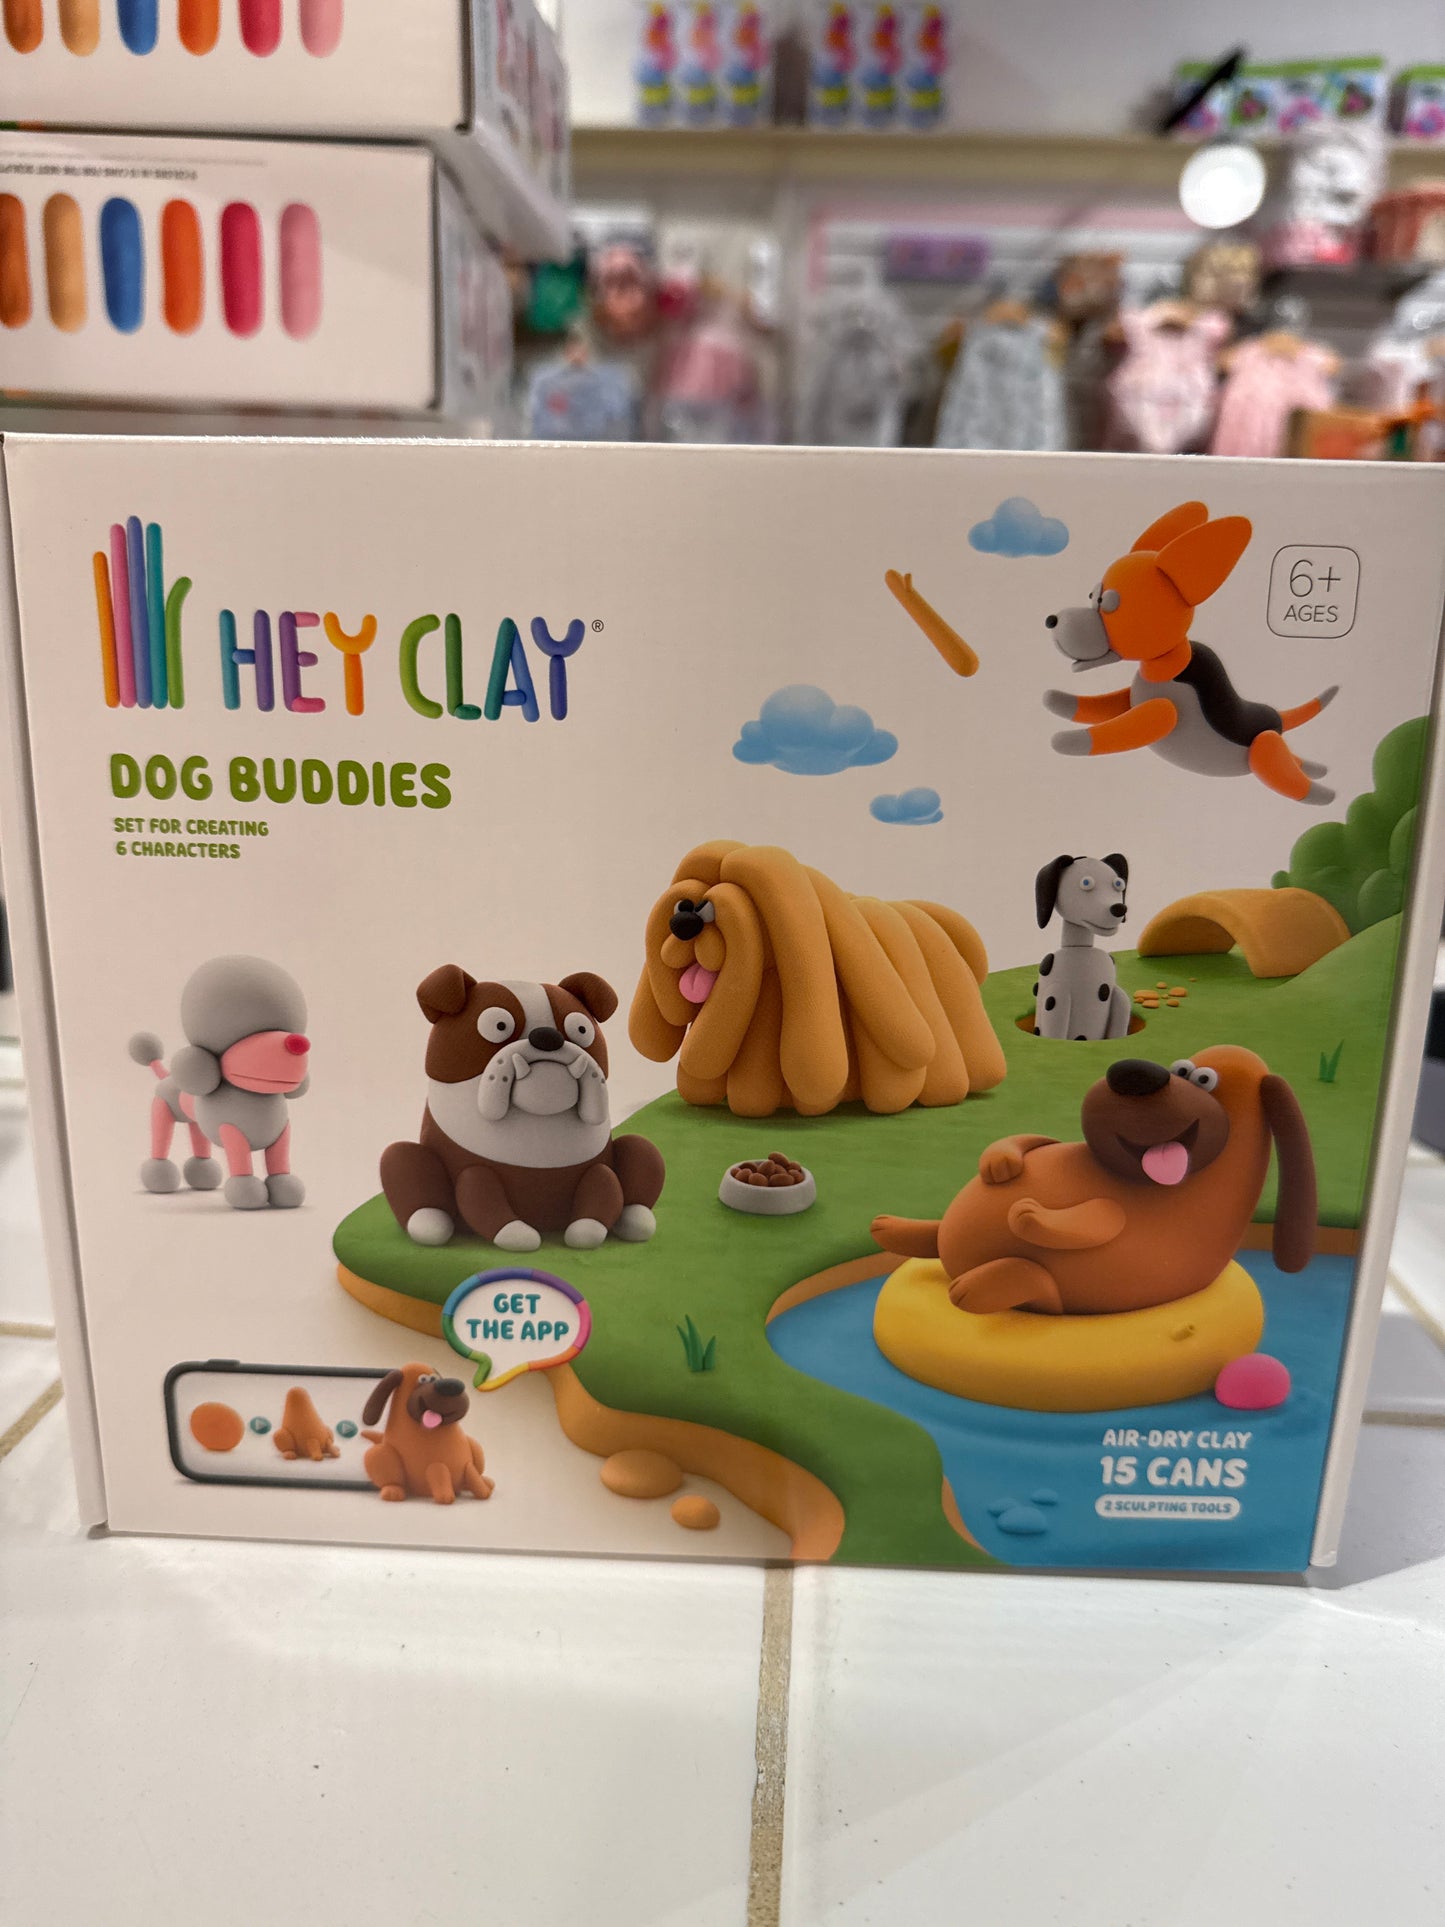 HEY CLAY®
DOG BUDDIES
SET FOR CREATING
6 CHARACTERS
6+
AGES
GET
THE APP
AIR-DRY CLAY
15 CANS
2 SCULPTING TOOLS